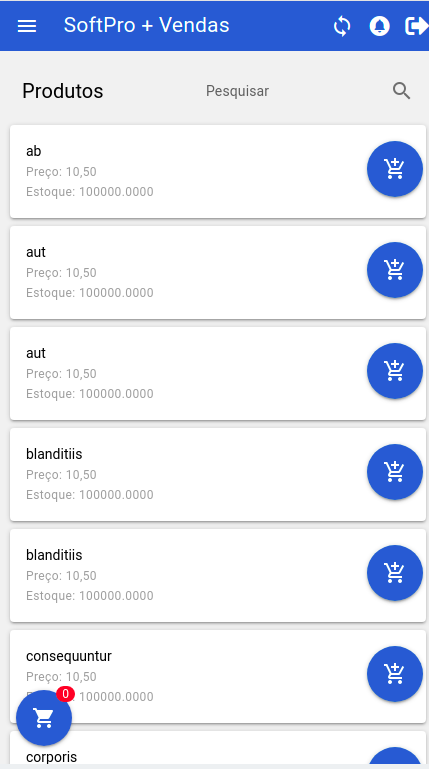 SoftPro + Vendas
Produtos
Pesquisar
ab
Preço: 10,50
Estoque: 100000.0000
aut
Preço: 10,50
Estoque: 100000.0000
aut
Preço: 10,50
Estoque: 100000.0000
blanditiis
Preço: 10,50
Estoque: 100000.0000
blanditiis
Preço: 10,50
Estoque: 100000.0000
consequuntur
Preço: 10,50
100000.0000
0
corporis